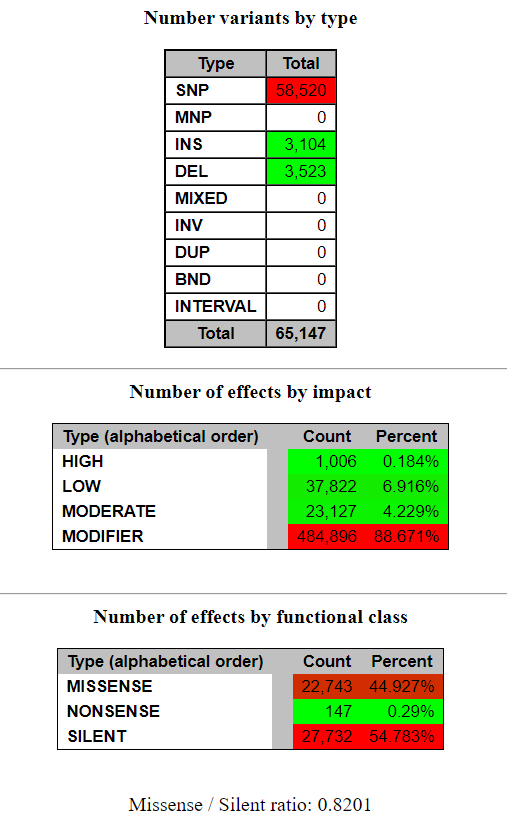 Number variants by type
Type Total
SNP 58,520
MNP 0
INS 3,104
DEL 3,523
MIXED 0
INV 0
DUP 0
BND 0
INTERVAL 0
Total 65,147
Number of effects by impact
Type (alphabetical order) Count Percent
HIGH 1,006 0.184%
LOW 37,822 6.916%
MODERATE 23,127 4.229%
MODIFIER 484,896 88.671%
Number of effects by functional class
Type (alphabetical order) Count Percent
MISSENSE 22,743 44.927%
NONSENSE 147 0.29%
SILENT 27,732 54.783%
Missense / Silent ratio: 0.8201